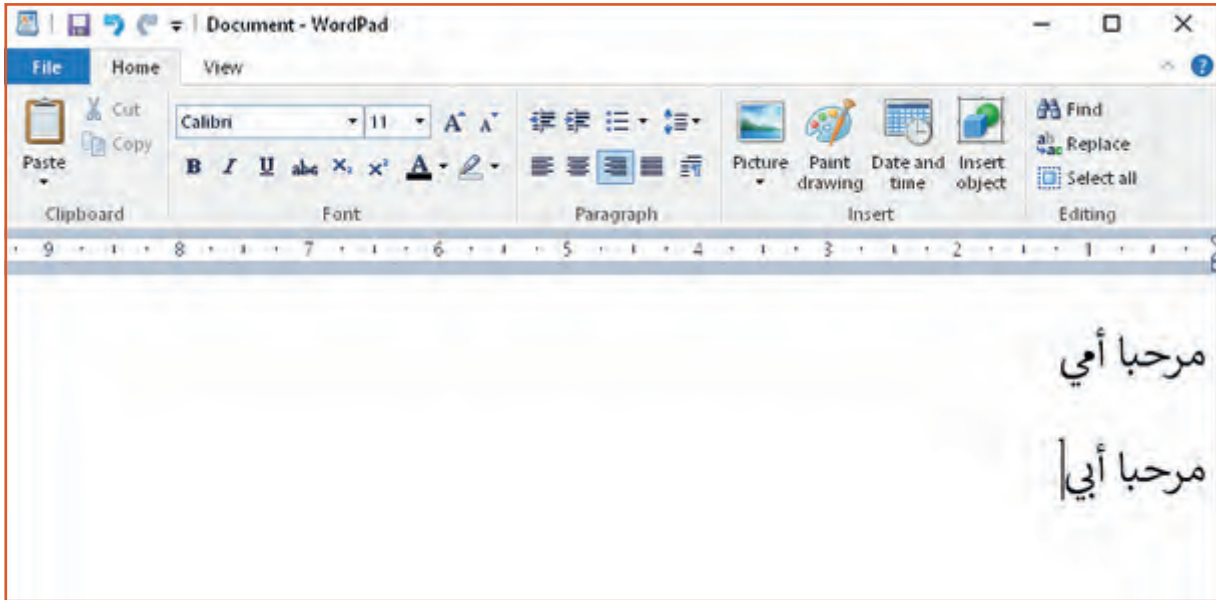 Document - WordPad
File Home View
Cut
Copy
Paste
Calibri 11 A A
B I U abc X₂ x² A
Picture
Paint drawing
Date and time
Insert object
Find
Replace
Select all
Clipboard Font Paragraph Insert Editing
9 8 7 6 5 4 3 2 1
مرحبا أمي
مرحبا أبي